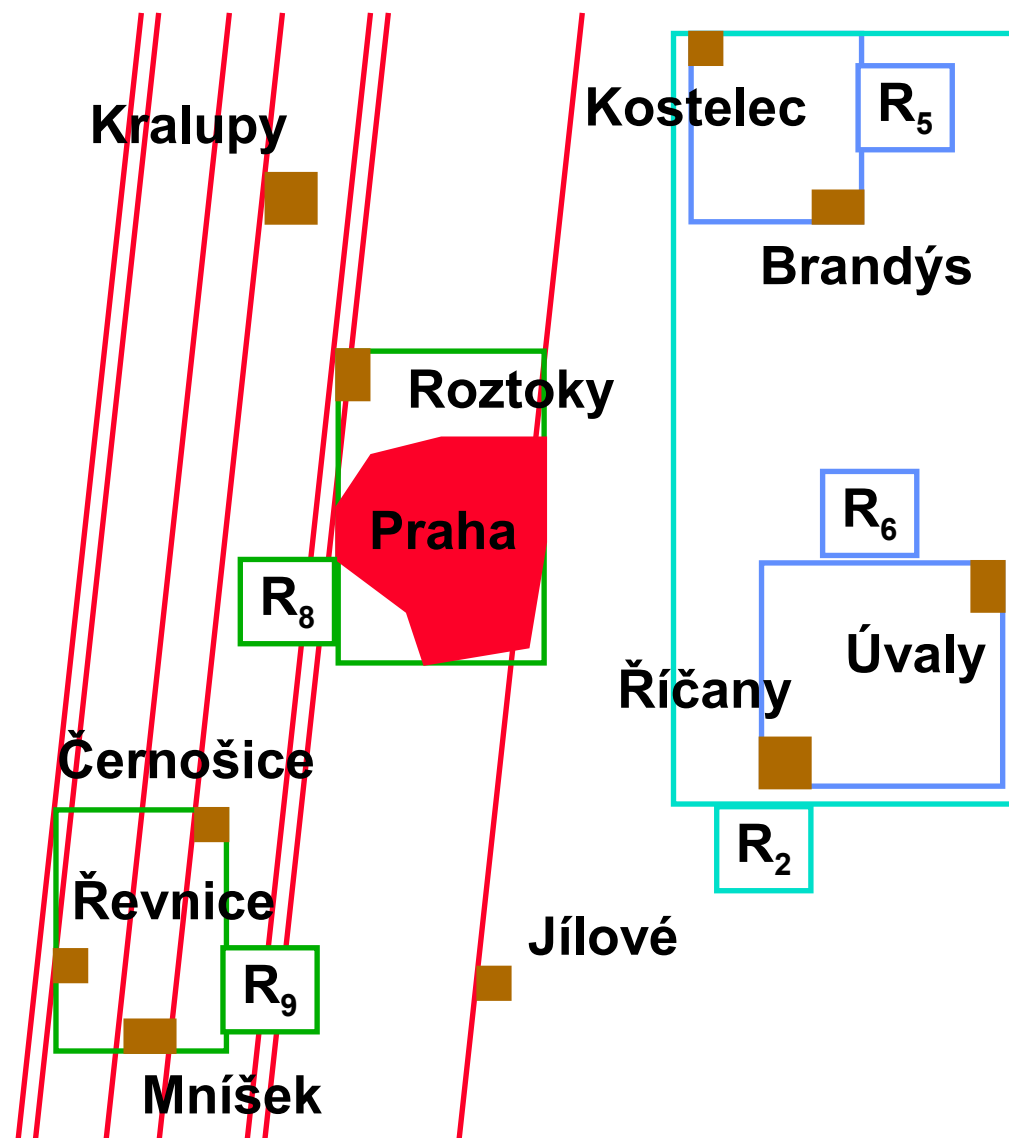 Kralupy
Kostelec
R5
Brandýs
Roztoky
Praha
R6
R8
Úvaly
Říčany
Černošice
R2
Řevnice
Jílové
R9
Mníšek